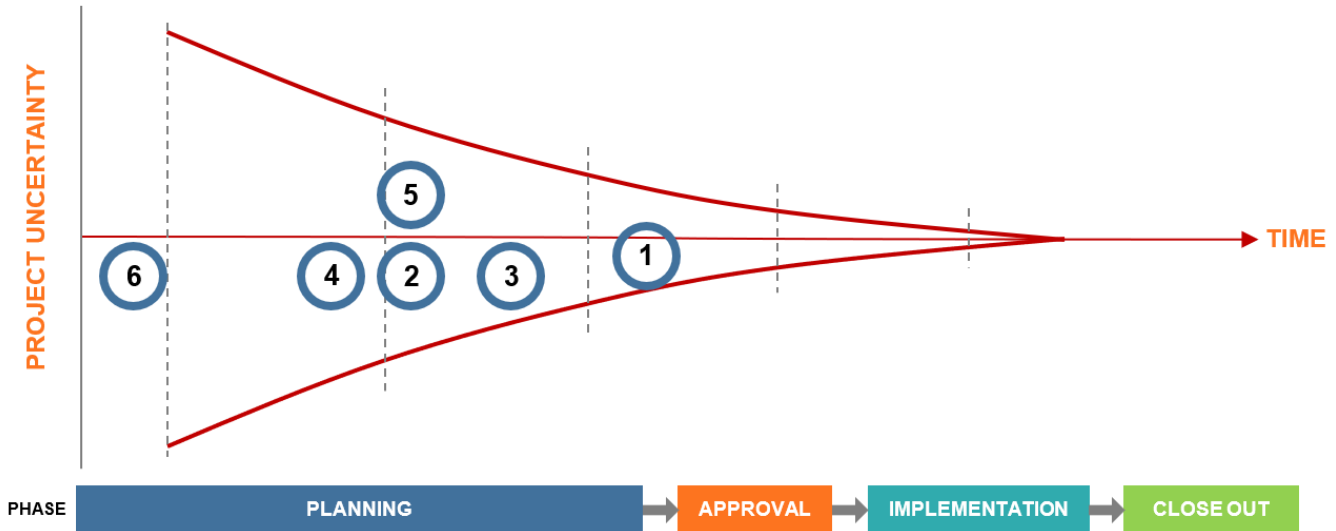 PROJECT UNCERTAINTY
5
6
4
2
3
1
TIME
PHASE
PLANNING
APPROVAL
IMPLEMENTATION
CLOSE OUT